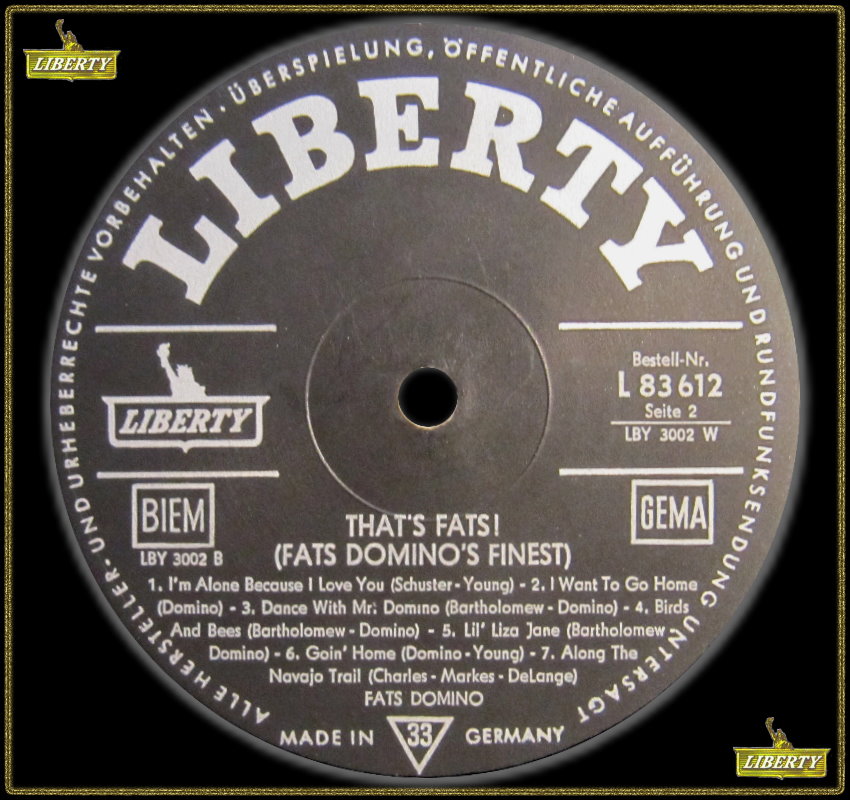 LIBERTY
ALLE HERSTELLER- UND URHEBERRECHTE VORBEHALTEN . ÜBERSPIELUNG, ÖFFENTLICHE AUFFÜHRUNG UND RUNDFUNKSENDUNG UNTERSAGT
LIBERTY
LIBERTY
Bestell-Nr.
L 83 612
Seite 2
LBY 3002 W
BIEM
LBY 3002 B
GEMA
THAT'S FATS!
(FATS DOMINO'S FINEST)
1. I'm Alone Because I Love You (Schuster - Young) - 2. I Want To Go Home
(Domino) - 3. Dance With Mr. Domino (Bartholomew - Domino) - 4. Birds
And Bees (Bartholomew - Domino) - 5. Lil' Liza Jane (Bartholomew -
Domino) - 6. Goin' Home (Domino - Young) - 7. Along The
Navajo Trail (Charles - Markes - DeLange)
FATS DOMINO
MADE IN 33 GERMANY
LIBERTY